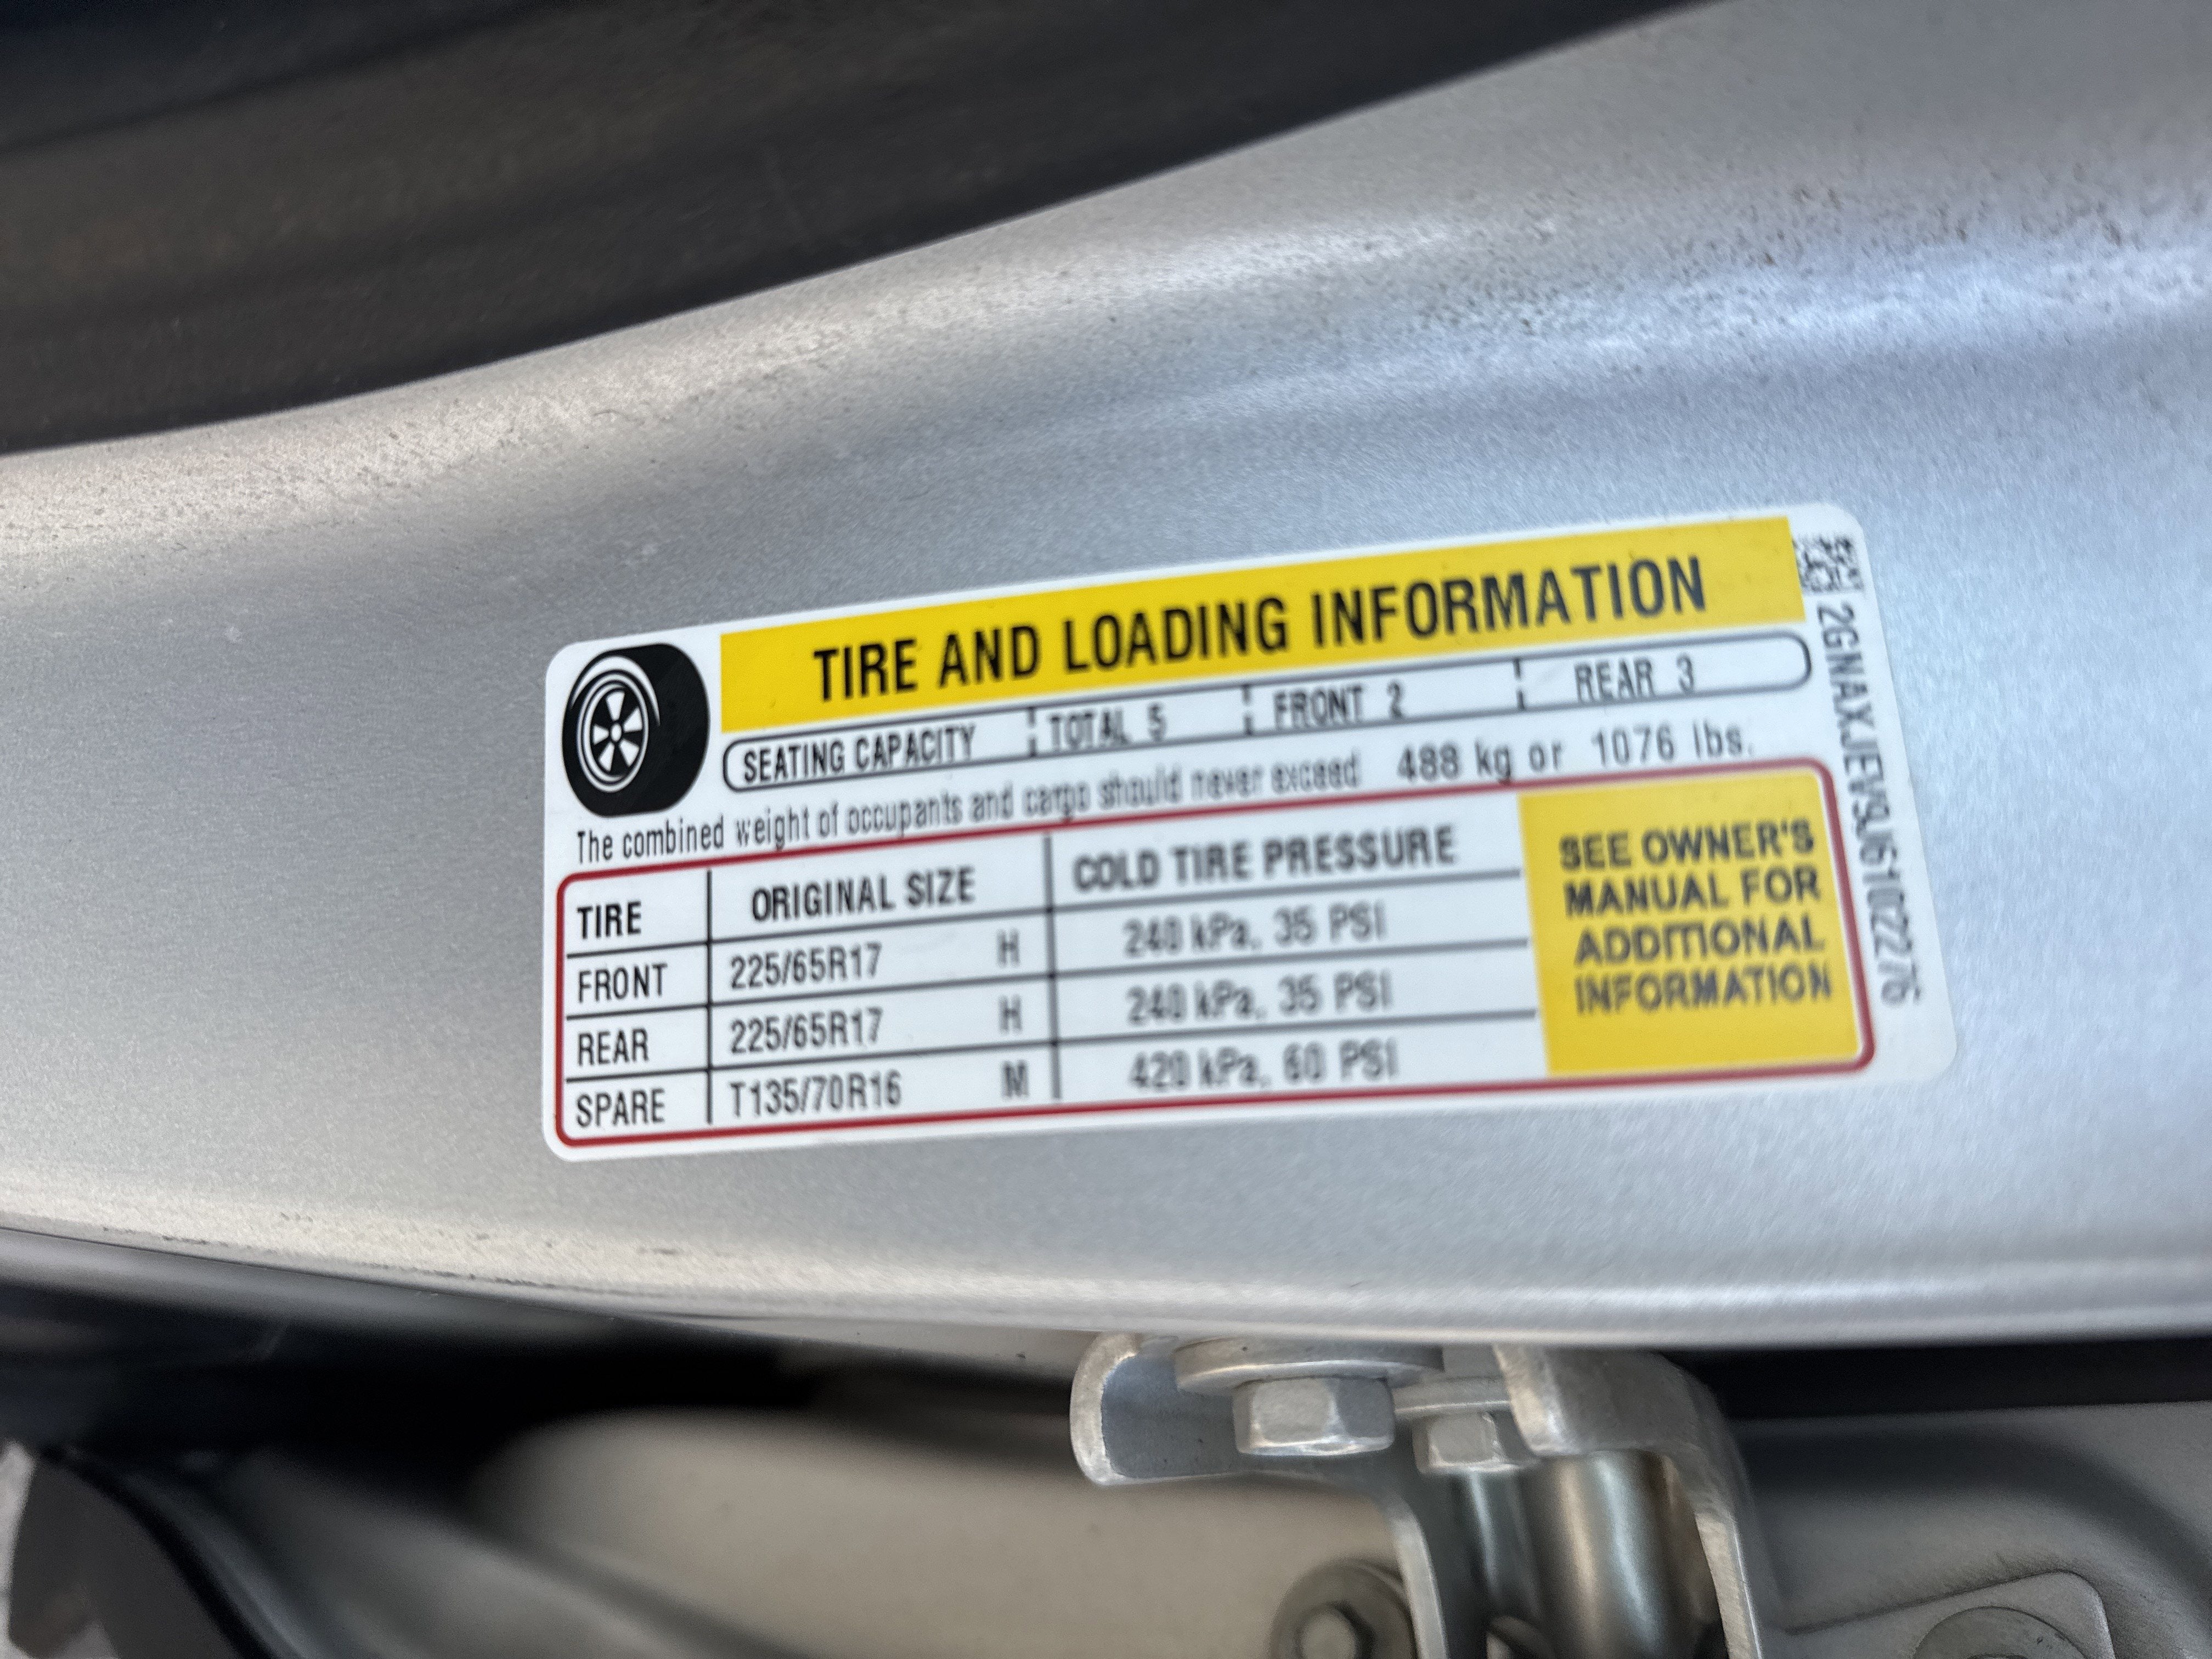 TIRE AND LOADING INFORMATION
SEATING CAPACITY TOTAL 5 FRONT 2 REAR 3
The combined weight of occupants and cargo should never exceed 488 kg or 1076 lbs.
TIRE ORIGINAL SIZE COLD TIRE PRESSURE
FRONT 225/65R17 H 240 kPa, 35 PSI
REAR 225/65R17 H 240 kPa, 35 PSI
SPARE T135/70R16 M 420 kPa, 60 PSI
SEE OWNER'S
MANUAL FOR
ADDITIONAL
INFORMATION